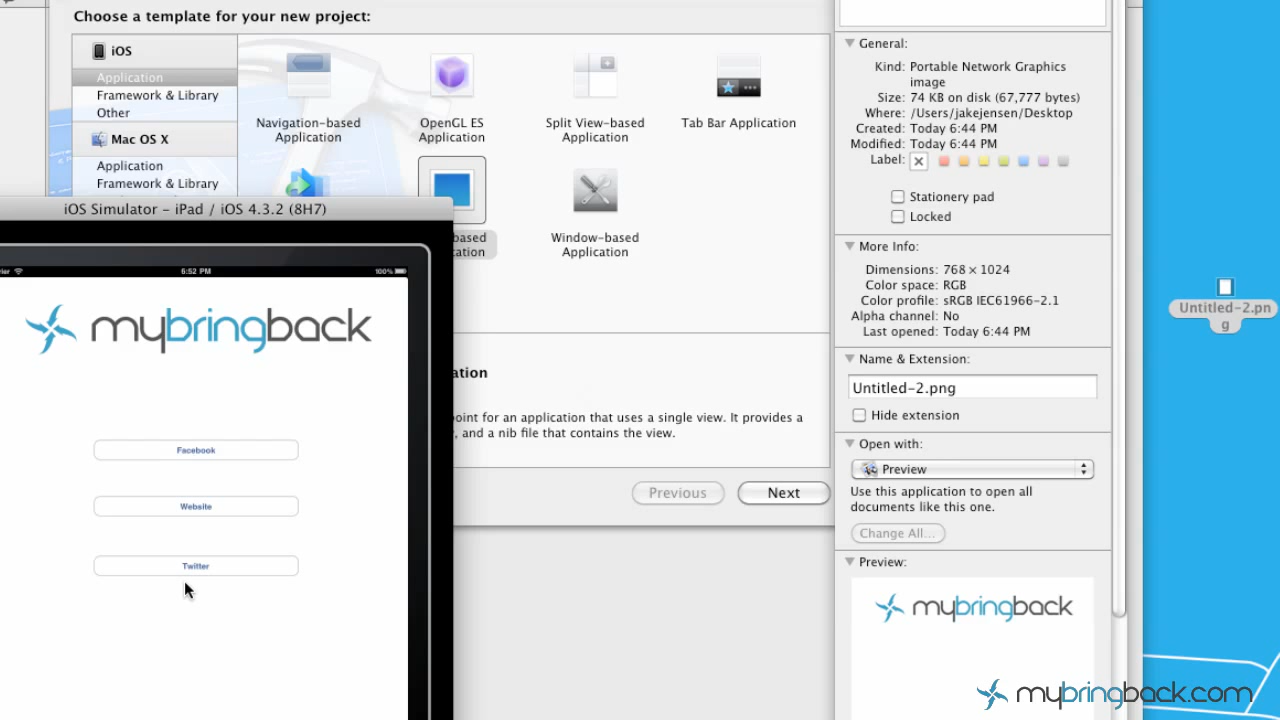 Choose a template for your new project:
iOS
Application
Framework & Library
Other
Mac OS X
Application
Framework & Library
Navigation-based
Application
OpenGL ES
Application
Split View-based
Application
Tab Bar Application
based
ation
Window-based
Application
ation
point for an application that uses a single view. It provides a
, and a nib file that contains the view.
Previous
Next
iOS Simulator – iPad / iOS 4.3.2 (8H7)
6:52 PM
100%
mybringback
Facebook
Website
Twitter
General:
Kind: Portable Network Graphics
image
Size: 74 KB on disk (67,777 bytes)
Where: /Users/jakejensen/Desktop
Created: Today 6:44 PM
Modified: Today 6:44 PM
Label:
Stationery pad
Locked
More Info:
Dimensions: 768 × 1024
Color space: RGB
Color profile: sRGB IEC61966-2.1
Alpha channel: No
Last opened: Today 6:44 PM
Name & Extension:
Untitled-2.png
Hide extension
Open with:
Preview
Use this application to open all
documents like this one.
Change All...
Preview:
mybringback
Untitled-2.pn
g
mybringback.com